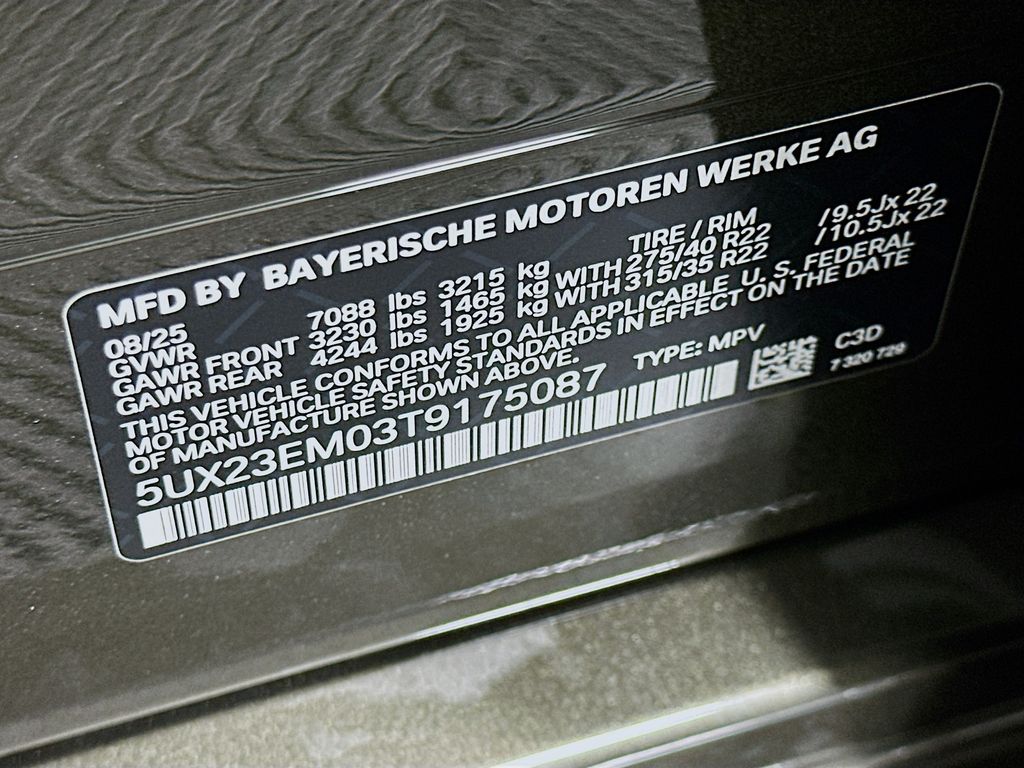 MFD BY BAYERISCHE MOTOREN WERKE AG
08/25 TIRE / RIM
GVWR 7088 lbs 3215 kg
GAWR FRONT 3230 lbs 1465 kg WITH 275/40 R22 /9.5Jx 22
GAWR REAR 4244 lbs 1925 kg WITH 315/35 R22 /10.5Jx 22
THIS VEHICLE CONFORMS TO ALL APPLICABLE U. S. FEDERAL
MOTOR VEHICLE SAFETY STANDARDS IN EFFECT ON THE DATE
OF MANUFACTURE SHOWN ABOVE.
5UX23EM03T9175087 TYPE: MPV C3D
7 320 729